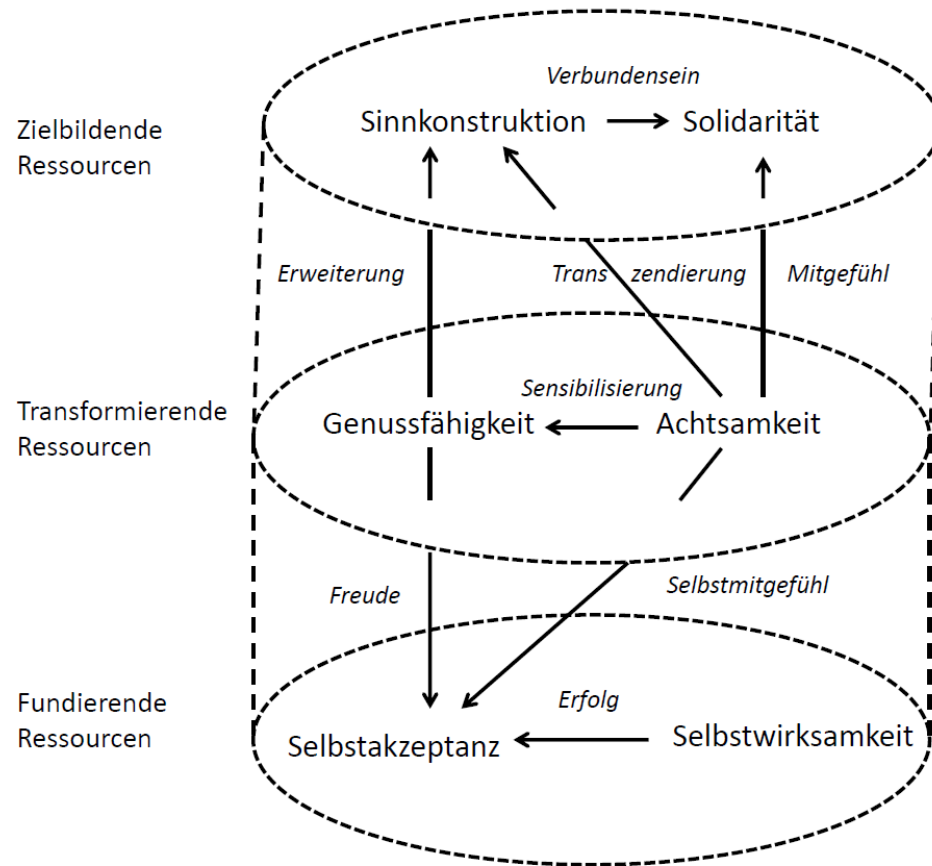 Verbundensein
Zielbildende
Ressourcen
Sinnkonstruktion
Solidarität
Erweiterung
Trans zendierung
Mitgefühl
Sensibilisierung
Transformierende
Ressourcen
Genussfähigkeit
Achtsamkeit
Freude
Selbstmitgefühl
Fundierende
Ressourcen
Erfolg
Selbstakzeptanz
Selbstwirksamkeit